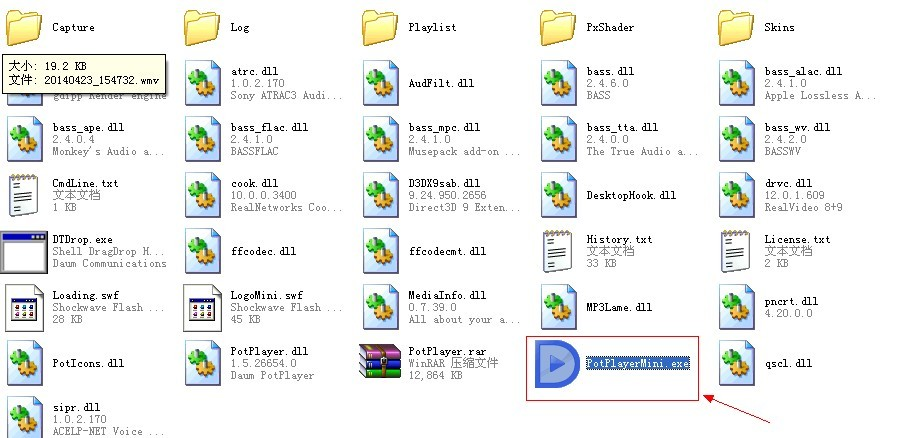 Capture
Log
Playlist
PxShader
Skins
大小: 19.2 KB
文件: 20140423_154732.wmv
gdipp Render engine
atrc.dll
1.0.2.170
Sony ATRAC3 Audi...
AudFilt.dll
bass.dll
2.4.6.0
BASS
bass_alac.dll
2.4.1.0
Apple Lossless A...
bass_ape.dll
2.4.0.4
Monkey's Audio a...
bass_flac.dll
2.4.1.0
BASSFLAC
bass_mpc.dll
2.4.1.0
Musepack add-on ...
bass_tta.dll
2.4.0.0
The True Audio a...
bass_wv.dll
2.4.2.0
BASSWV
CmdLine.txt
文本文档
1 KB
cook.dll
10.0.0.3400
RealNetworks Coo...
D3DX9sab.dll
9.24.950.2656
Direct3D 9 Exten...
DesktopHook.dll
drvc.dll
12.0.1.609
RealVideo 8+9
DTDrop.exe
Shell DragDrop H...
Daum Communications
ffcodec.dll
ffcodecmt.dll
History.txt
文本文档
33 KB
License.txt
文本文档
2 KB
Loading.swf
Shockwave Flash ...
28 KB
LogoMini.swf
Shockwave Flash ...
45 KB
MediaInfo.dll
0.7.39.0
All about your a...
MP3Lame.dll
pncrt.dll
4.20.0.0
PotIcons.dll
PotPlayer.dll
1.5.26654.0
Daum PotPlayer
PotPlayer.rar
WinRAR 压缩文件
12,864 KB
PotPlayerMini.exe
qscl.dll
sipr.dll
1.0.2.170
ACELP-NET Voice ...